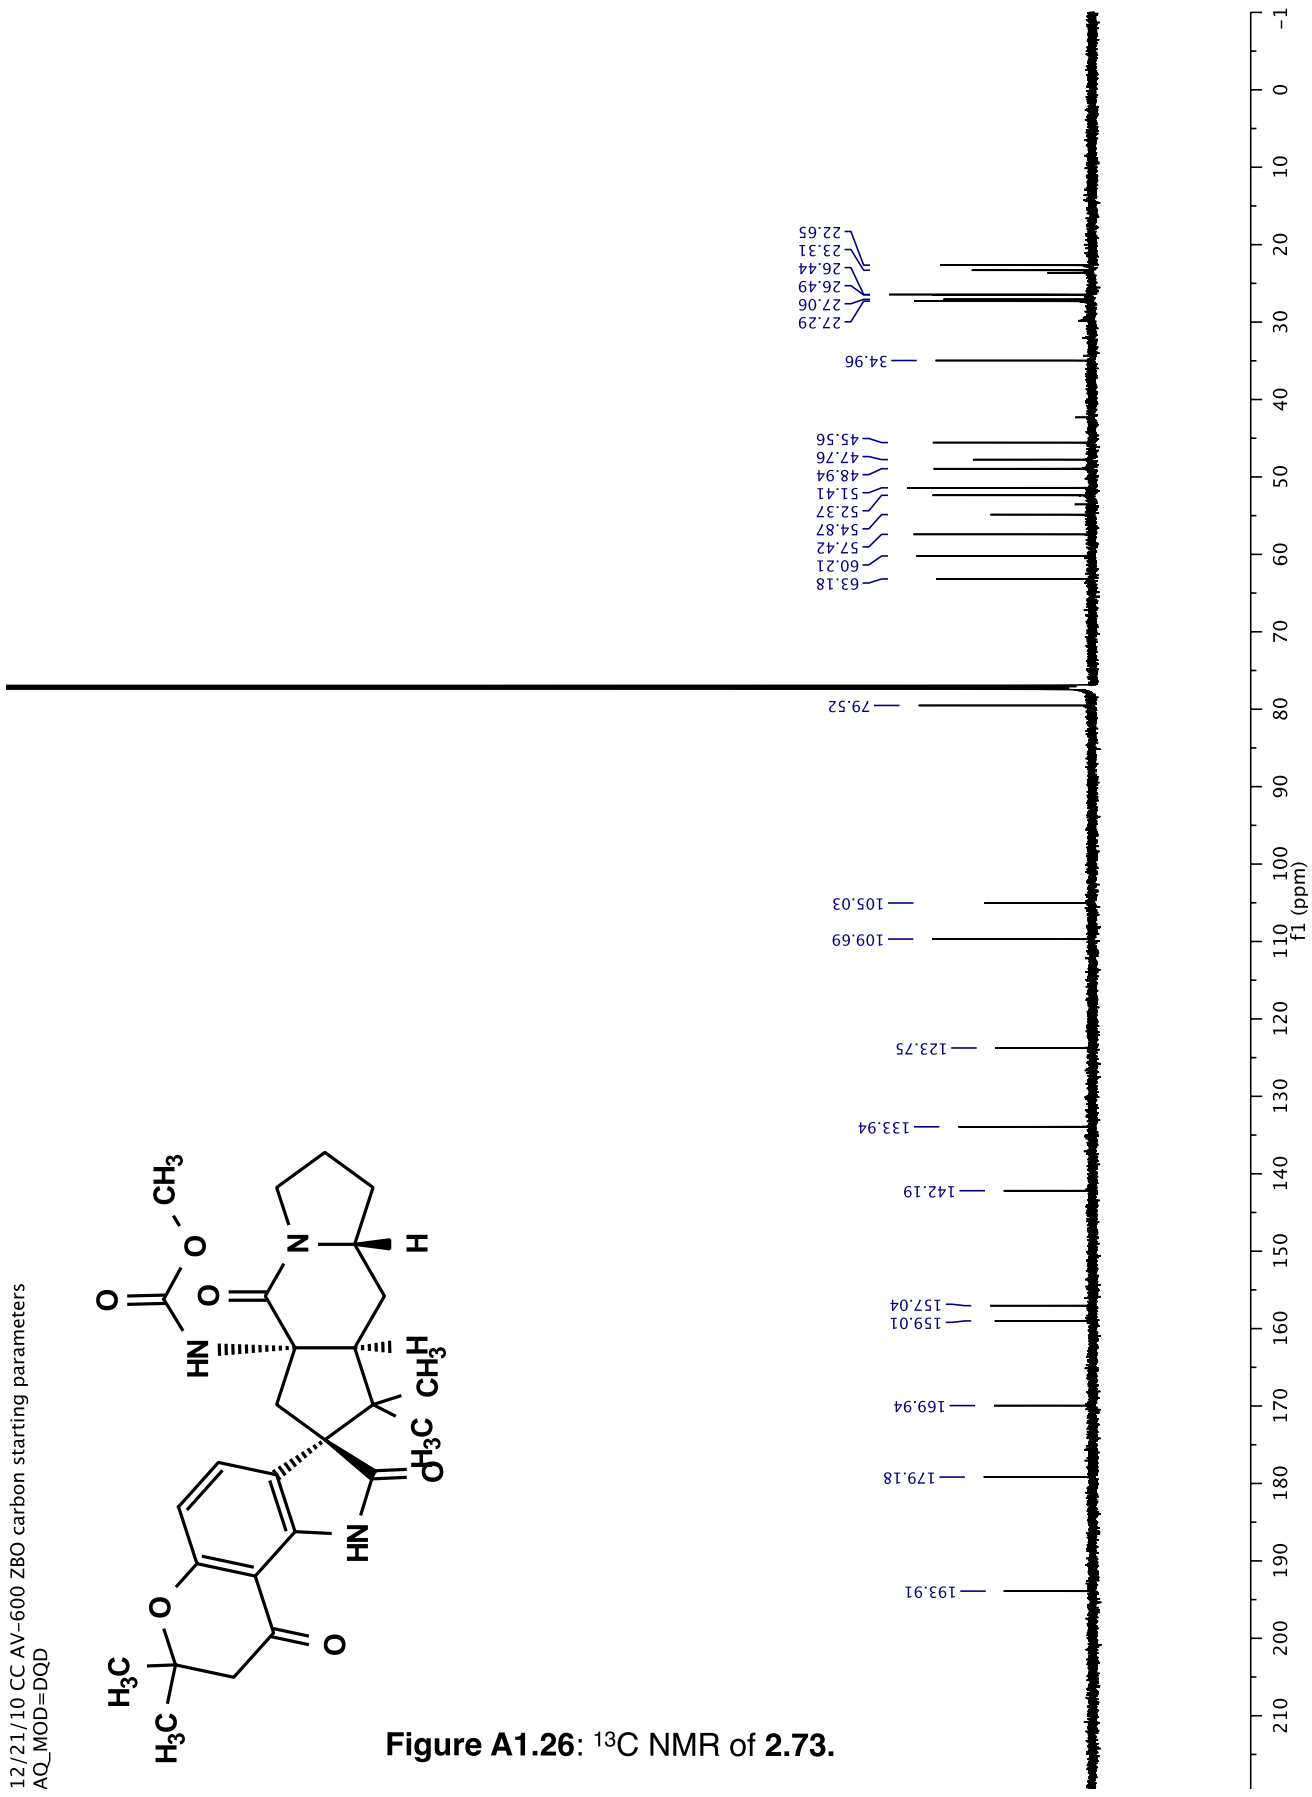 12/21/10 CC AV-600 ZBO carbon starting parameters
AQ_MOD=DQD
193.91
179.18
169.94
159.01
157.04
142.19
133.94
123.75
109.69
105.03
79.52
63.18
60.21
57.42
54.87
52.37
51.41
48.94
47.76
45.56
34.96
27.29
27.06
26.49
26.44
23.31
22.65
H₃C
H₃C
O
O
HN
O
H₃C
CH₃
H
HN
O
O
CH₃
O
N
H
210 200 190 180 170 160 150 140 130 120 110 100 90 80 70 60 50 40 30 20 10 0 -1
f1 (ppm)
Figure A1.26: ¹³C NMR of 2.73.